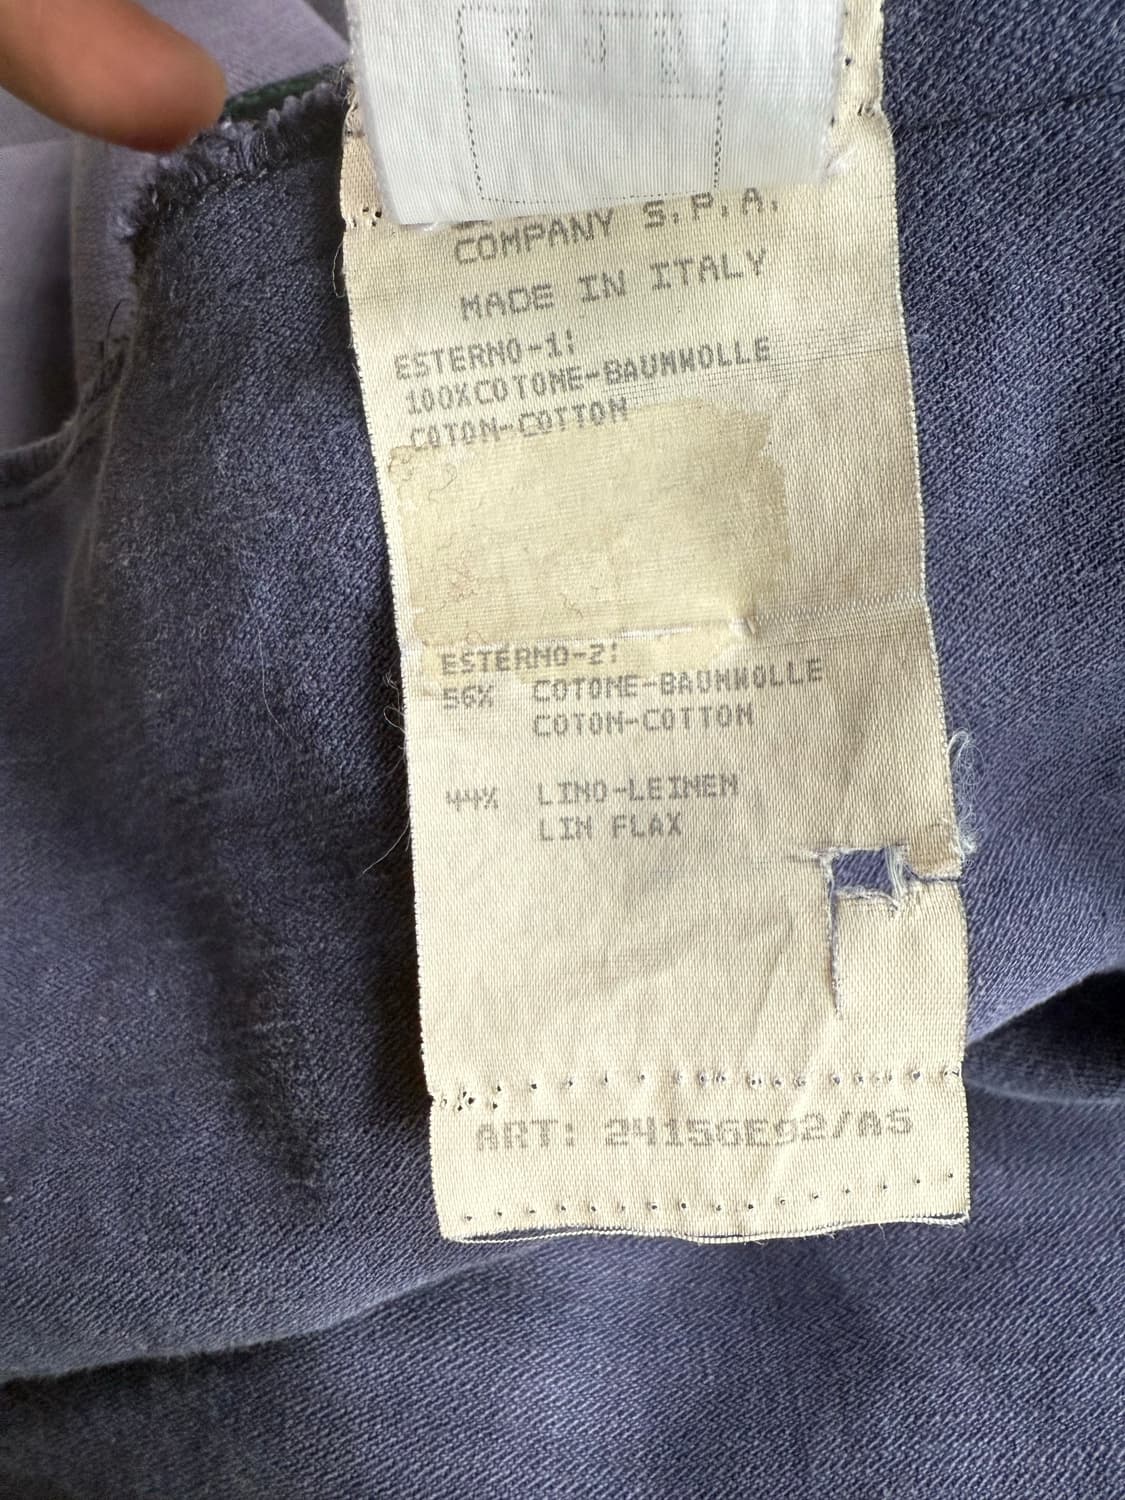 COMPANY S.P.A.
MADE IN ITALY
ESTERNO-1:
100%COTONE-BAUMWOLLE
COTON-COTTON
ESTERNO-2:
56% COTONE-BAUMWOLLE
COTON-COTTON
44% LINO-LEINEN
LIN FLAX
ART: 24156E92/A5